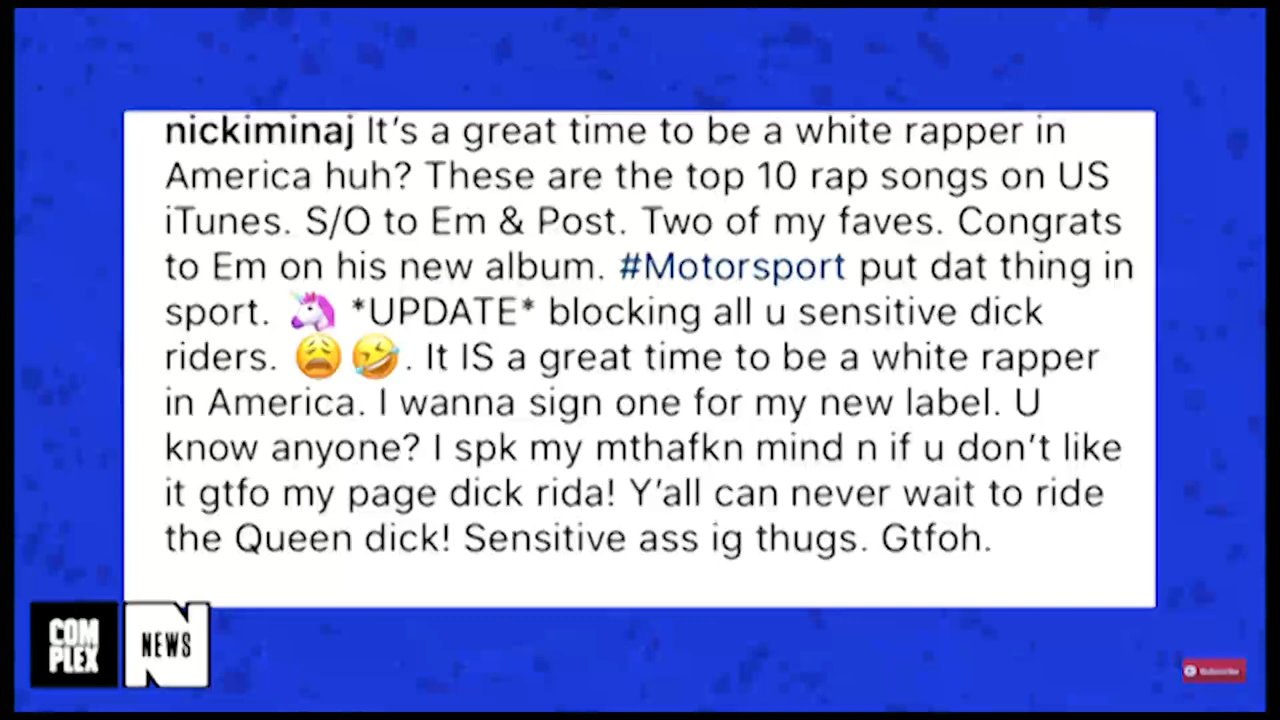 nickiminaj It's a great time to be a white rapper in
America huh? These are the top 10 rap songs on US
iTunes. S/O to Em & Post. Two of my faves. Congrats
to Em on his new album. #Motorsport put dat thing in
sport. 🦄 *UPDATE* blocking all u sensitive dick
riders. 😩🤣. It IS a great time to be a white rapper
in America. I wanna sign one for my new label. U
know anyone? I spk my mthafkn mind n if u don't like
it gtfo my page dick rida! Y'all can never wait to ride
the Queen dick! Sensitive ass ig thugs. Gtfoh.
COM
PLEX
N
NEWS
Subscribe